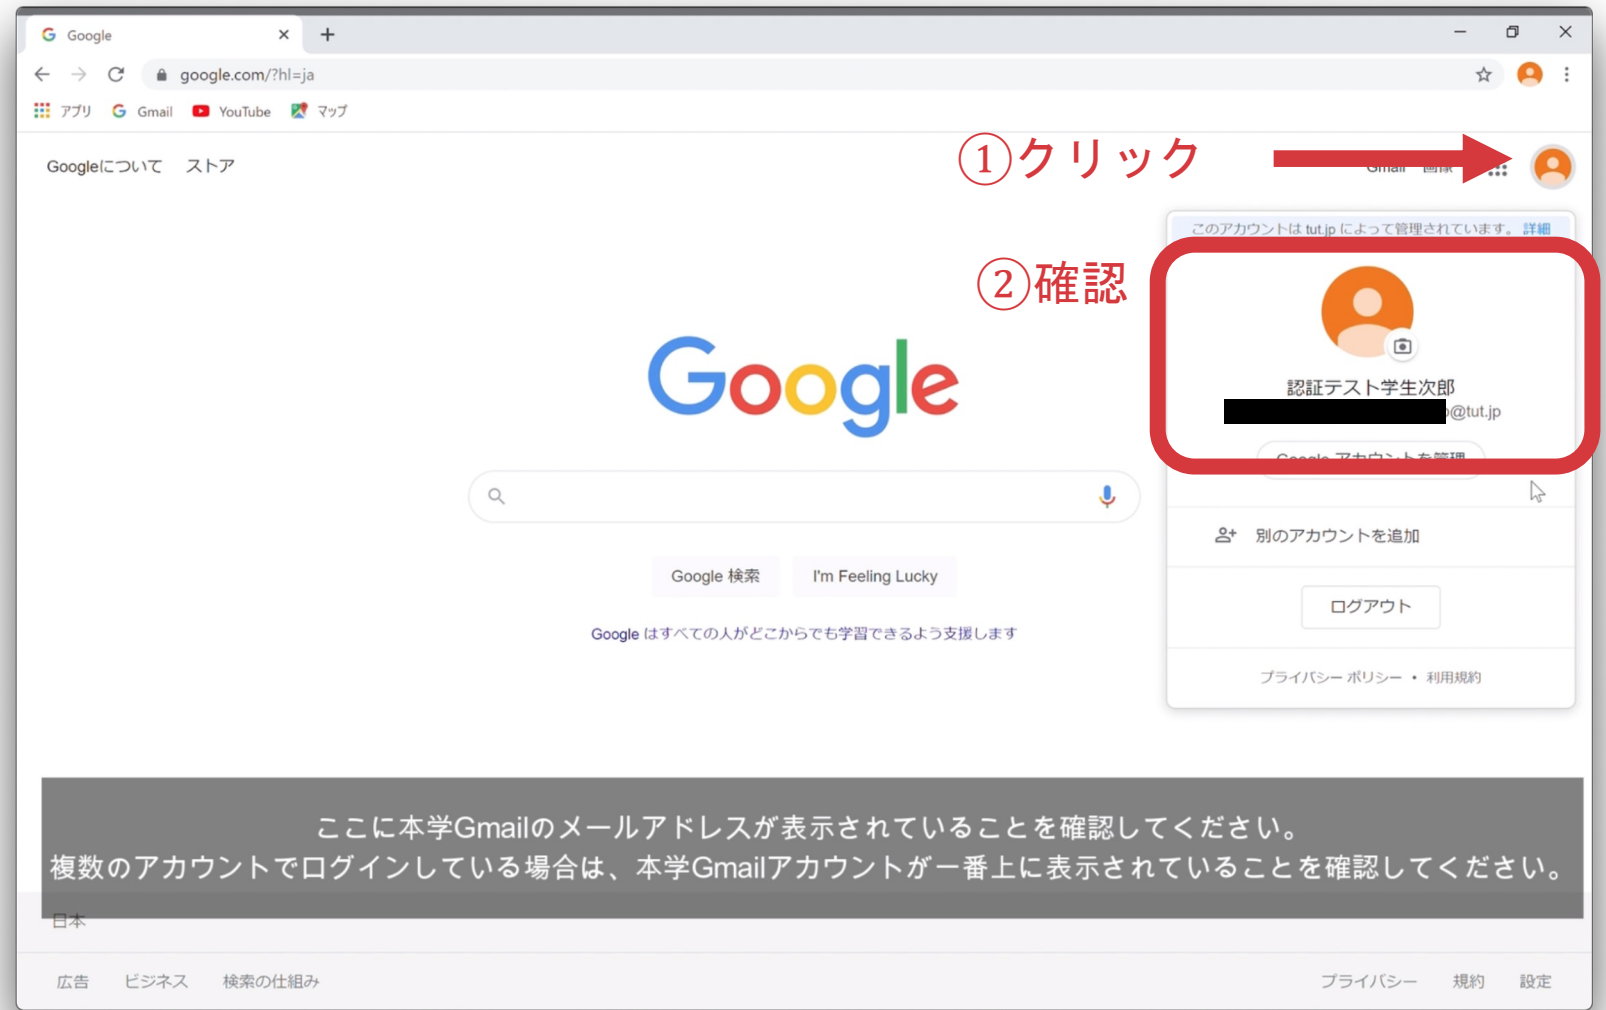 Google
google.com/?hl=ja
アプリ Gmail YouTube マップ
Googleについて ストア
①クリック
Gmail 画像
このアカウントは tut.jp によって管理されています。 詳細
②確認
Google
認証テスト学生次郎
@tut.jp
Google アカウントを管理
別のアカウントを追加
Google 検索 I'm Feeling Lucky
ログアウト
Google はすべての人がどこからでも学習できるよう支援します
プライバシー ポリシー • 利用規約
ここに本学Gmailのメールアドレスが表示されていることを確認してください。
複数のアカウントでログインしている場合は、本学Gmailアカウントが一番上に表示されていることを確認してください。
日本
広告 ビジネス 検索の仕組み プライバシー 規約 設定